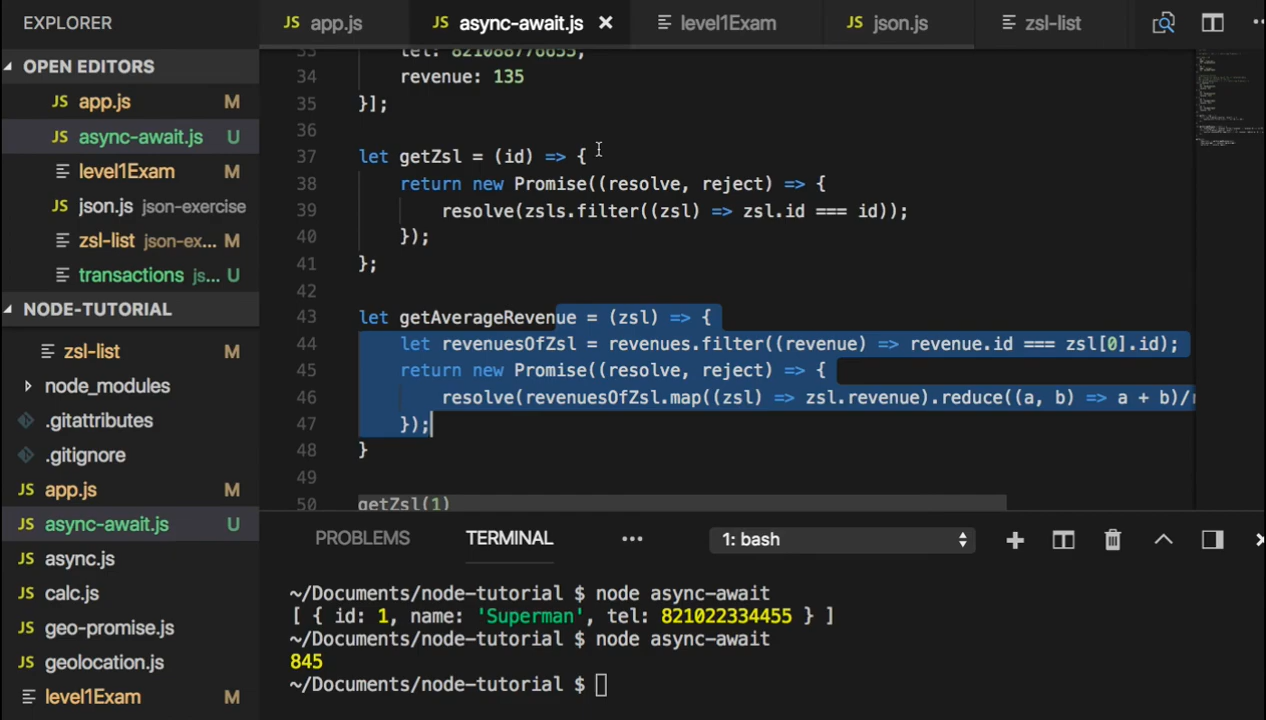 EXPLORER
JS app.js
JS async-await.js ×
level1Exam
JS json.js
zsl-list
OPEN EDITORS
JS app.js M
JS async-await.js U
level1Exam M
JS json.js json-exercise
zsl-list json-ex... M
transactions js... U
NODE-TUTORIAL
zsl-list M
node_modules
.gitattributes
.gitignore
JS app.js M
JS async-await.js U
JS async.js
JS calc.js
JS geo-promise.js
JS geolocation.js
level1Exam M
33 tel: 821088776655,
34 revenue: 135
35 }];
36
37 let getZsl = (id) => {
38 return new Promise((resolve, reject) => {
39 resolve(zsls.filter((zsl) => zsl.id === id));
40 });
41 };
42
43 let getAverageRevenue = (zsl) => {
44 let revenuesOfZsl = revenues.filter((revenue) => revenue.id === zsl[0].id);
45 return new Promise((resolve, reject) => {
46 resolve(revenuesOfZsl.map((zsl) => zsl.revenue).reduce((a, b) => a + b)/
47 });
48 }
49
50 getZsl(1)
PROBLEMS TERMINAL ... 1: bash
~/Documents/node-tutorial $ node async-await
[ { id: 1, name: 'Superman', tel: 821022334455 } ]
~/Documents/node-tutorial $ node async-await
845
~/Documents/node-tutorial $